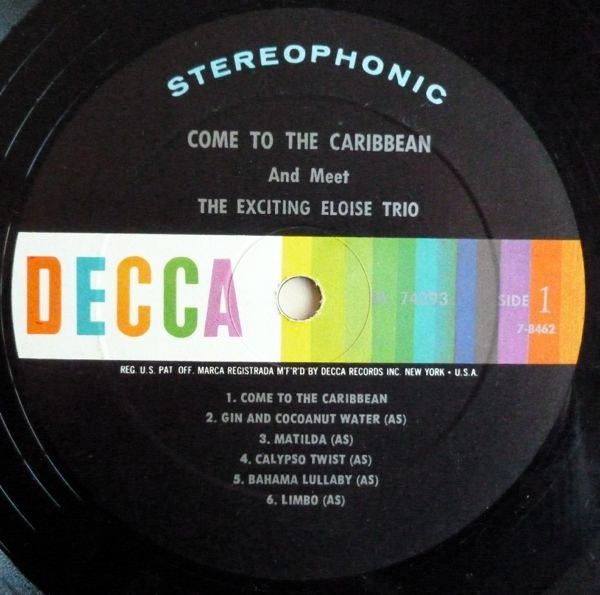 STEREOPHONIC
COME TO THE CARIBBEAN
And Meet
THE EXCITING ELOISE TRIO
DECCA
74293
SIDE 1
7-8462
REG. U.S. PAT OFF. MARCA REGISTRADA M'F'R'D BY DECCA RECORDS INC. NEW YORK • U.S.A.
1. COME TO THE CARIBBEAN
2. GIN AND COCOANUT WATER (AS)
3. MATILDA (AS)
4. CALYPSO TWIST (AS)
5. BAHAMA LULLABY (AS)
6. LIMBO (AS)